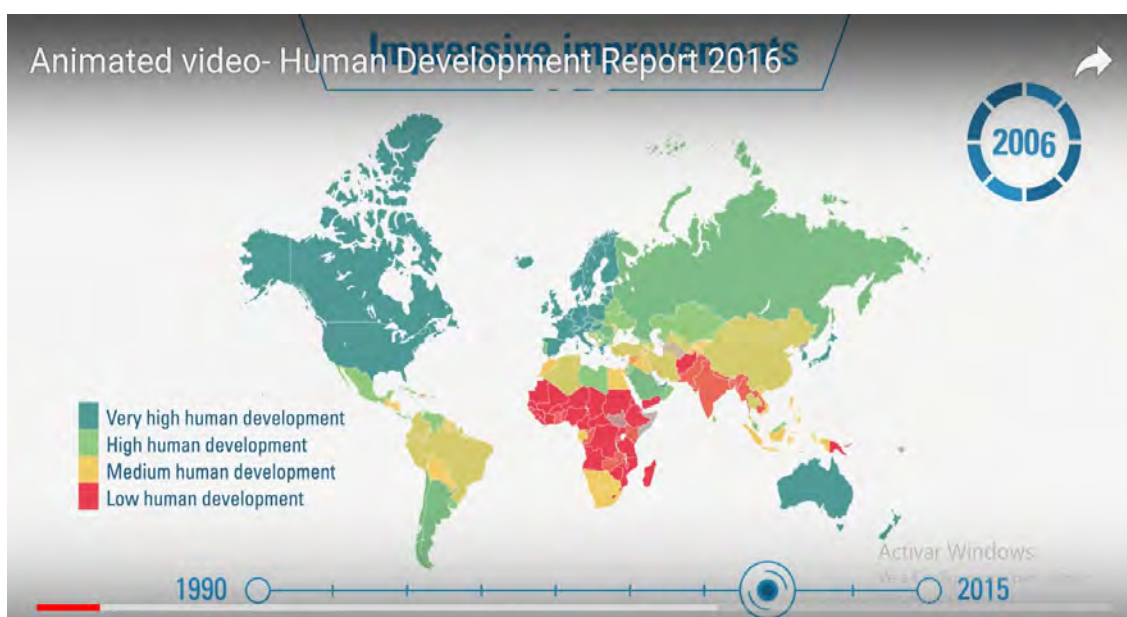 Impressive improvements
Animated video- Human Development Report 2016
2006
Very high human development
High human development
Medium human development
Low human development
Activar Windows
1990
2015